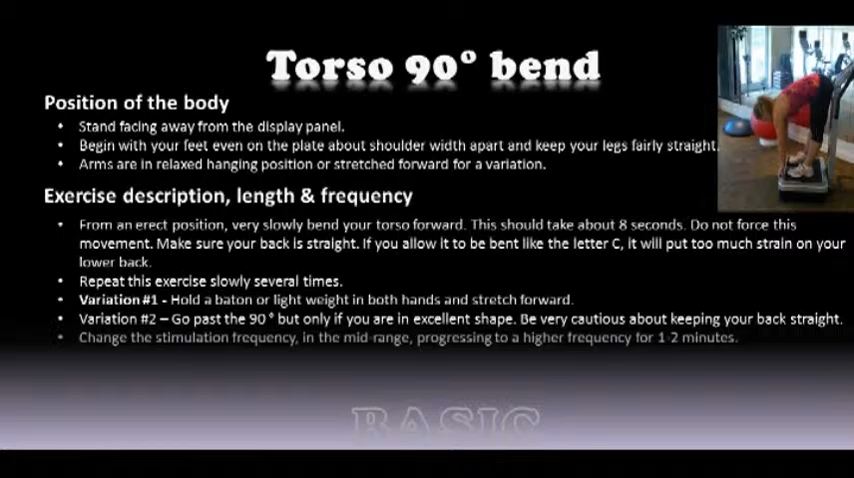 Torso 90° bend
Position of the body
• Stand facing away from the display panel.
• Begin with your feet even on the plate about shoulder width apart and keep your legs fairly straight.
• Arms are in relaxed hanging position or stretched forward for a variation.
Exercise description, length & frequency
• From an erect position, very slowly bend your torso forward. This should take about 8 seconds. Do not force this
movement. Make sure your back is straight. If you allow it to be bent like the letter C, it will put too much strain on your
lower back.
• Repeat this exercise slowly several times.
• Variation #1 - Hold a baton or light weight in both hands and stretch forward.
• Variation #2 – Go past the 90° but only if you are in excellent shape. Be very cautious about keeping your back straight.
• Change the stimulation frequency, in the mid-range, progressing to a higher frequency for 1-2 minutes.
BASIC